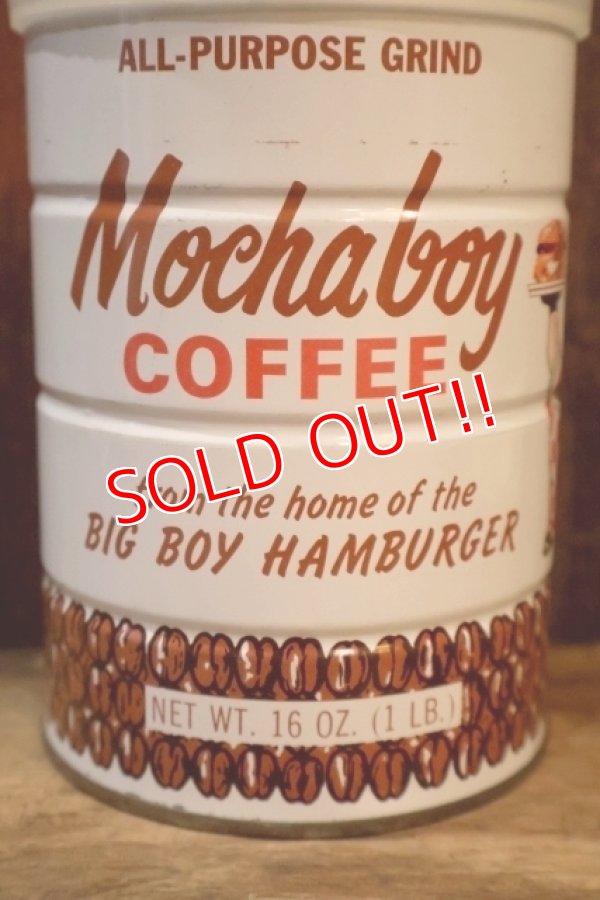 ALL-PURPOSE GRIND
Mochaboy
COFFEE
SOLD OUT!!
from the home of the
BIG BOY HAMBURGER
NET WT. 16 OZ. (1 LB.)